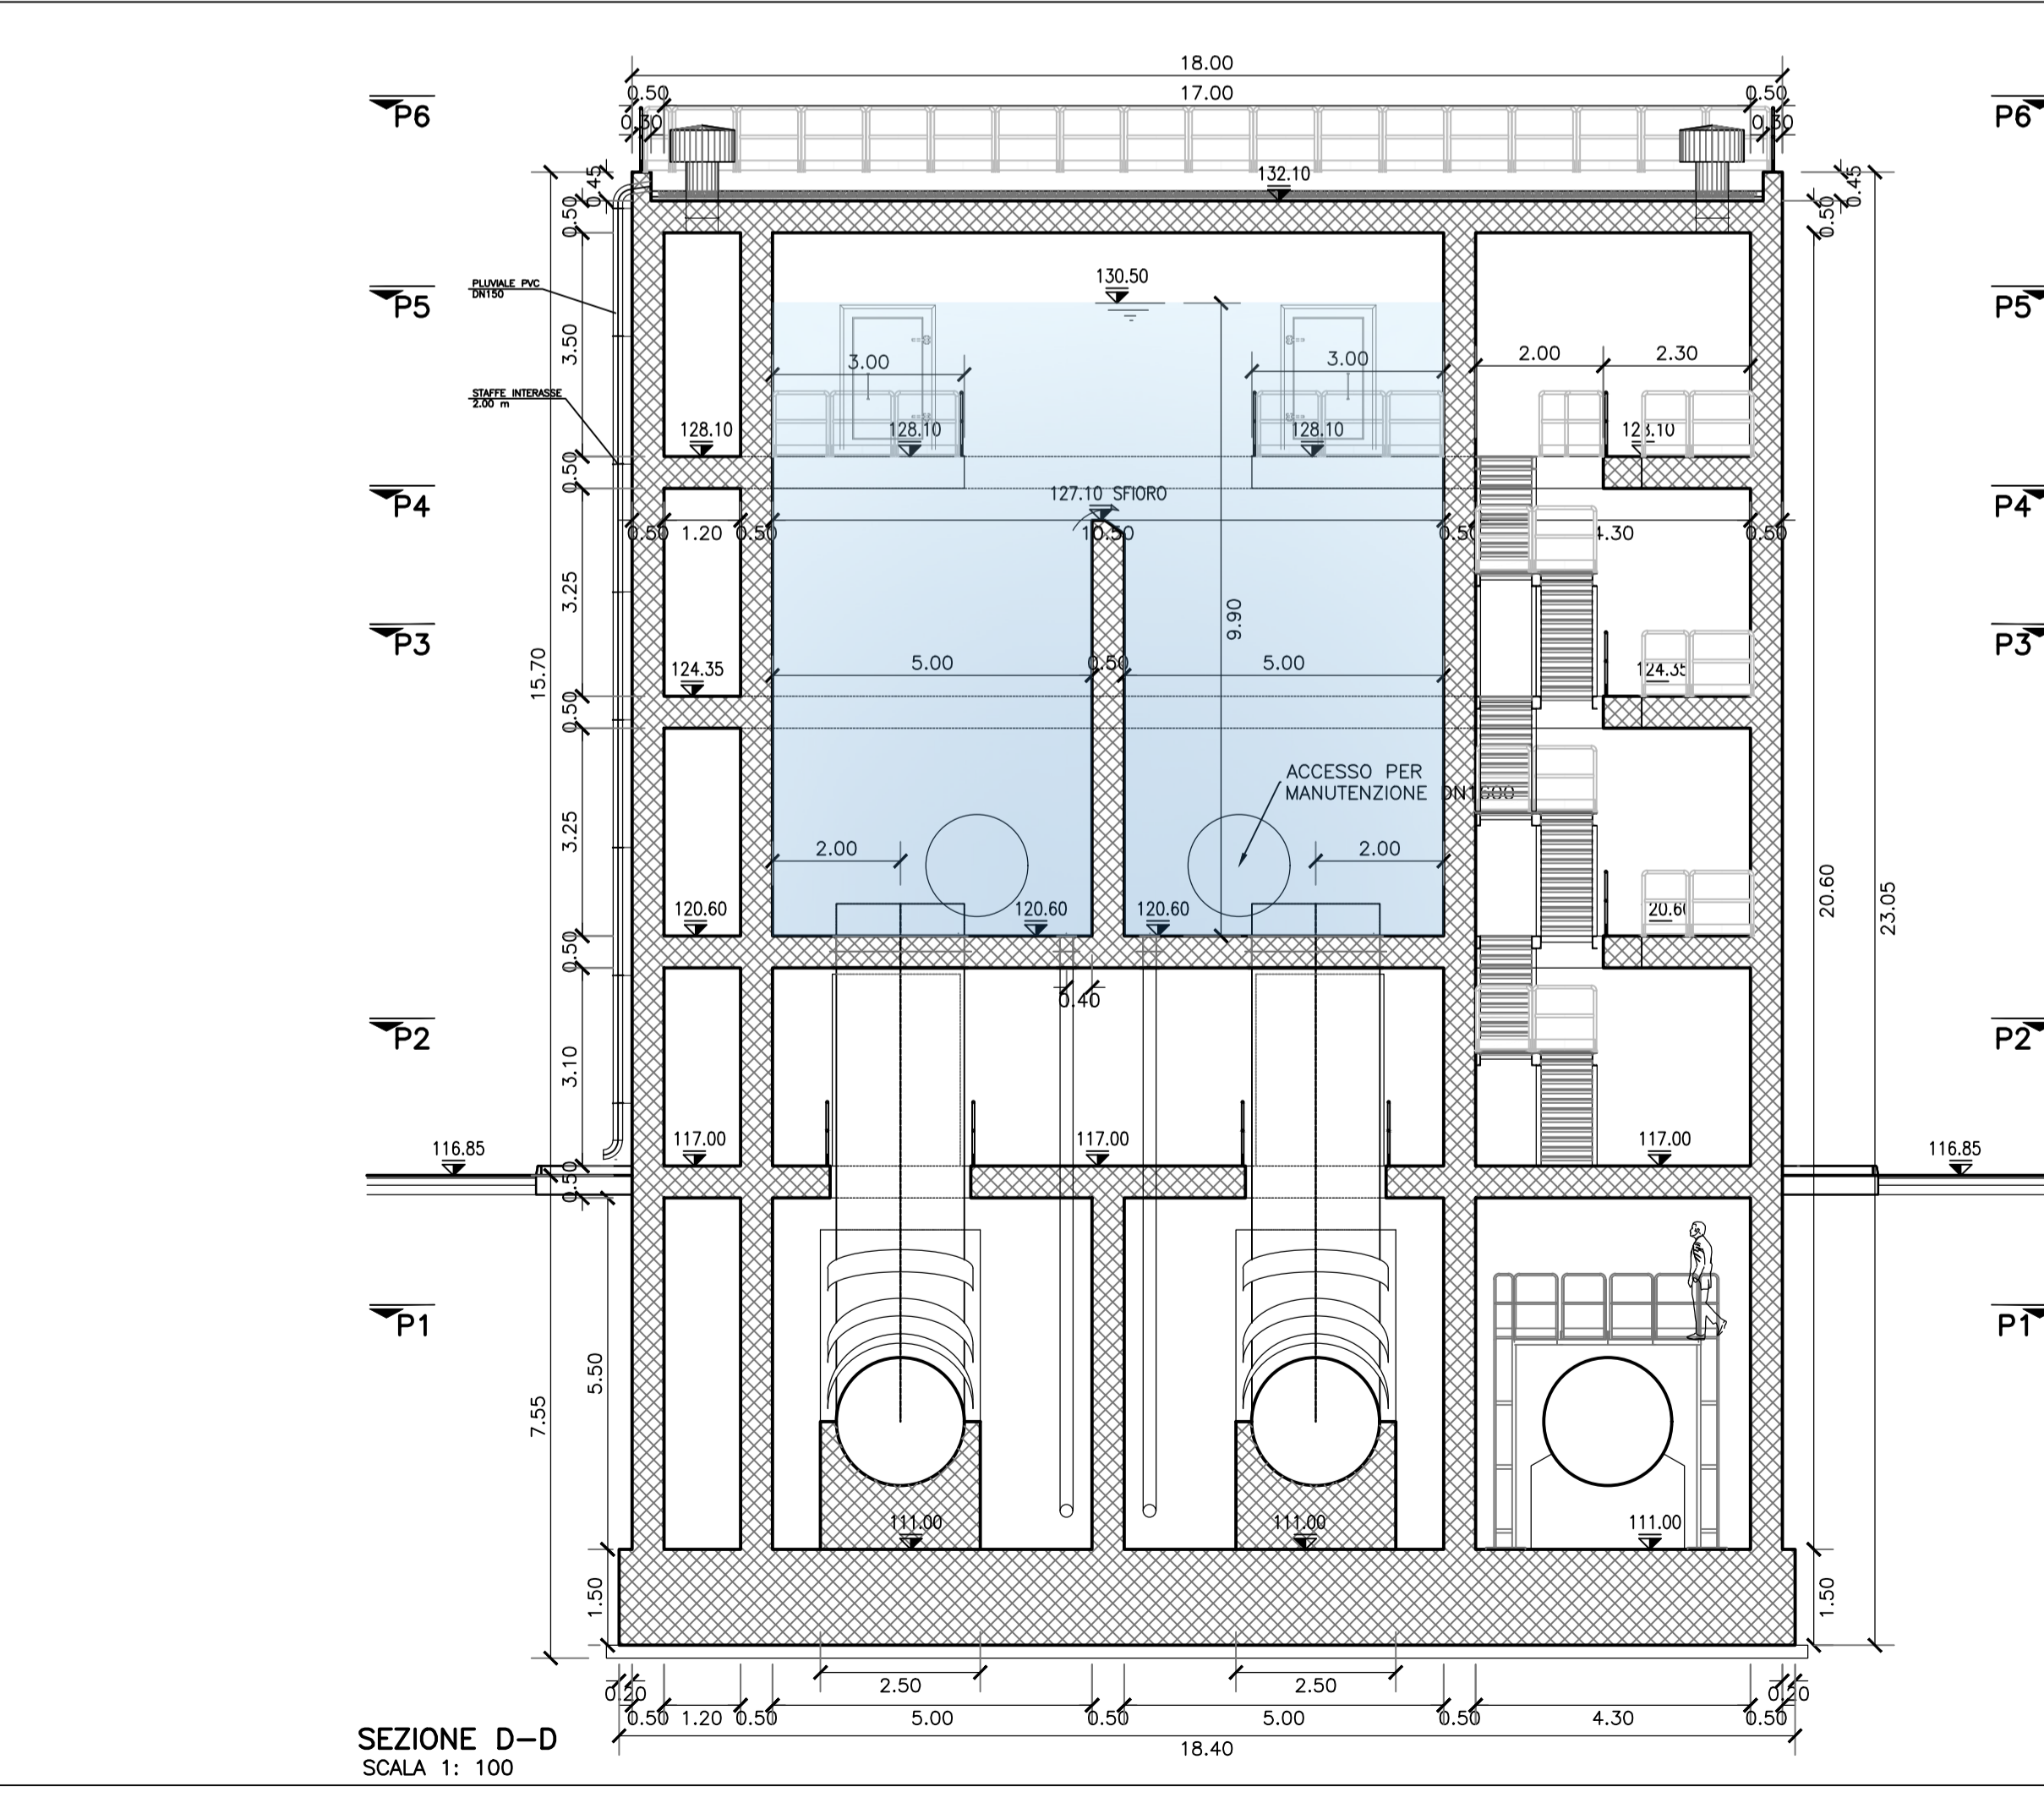 18.00
0.50 17.00 0.50
P6 P6
0.30 0.30
132.10
0.45 0.45
0.50 0.50
130.50
PLUVIALE PVC
DN150
P5 P5
3.50
3.00 3.00 2.00 2.30
STAFFE INTERASSE
2.00 m
128.10 128.10 128.10 128.10
0.50
127.10 SFIORO
P4 P4
0.50 1.20 0.50 10.50 0.50 4.30 0.50
3.25
9.90
P3 P3
15.70
124.35 5.00 0.50 5.00 124.35
0.50
ACCESSO PER
MANUTENZIONE DN1600
3.25
2.00 2.00
20.60
23.05
120.60 120.60 120.60 20.60
0.50
0.40
P2 P2
3.10
116.85 117.00 117.00 117.00 116.85
0.50
P1 P1
5.50
7.55
111.00 111.00 111.00
1.50 1.50
2.50 2.50
0.20 0.20
0.50 1.20 0.50 5.00 0.50 5.00 0.50 4.30 0.50
18.40
SEZIONE D-D
SCALA 1: 100